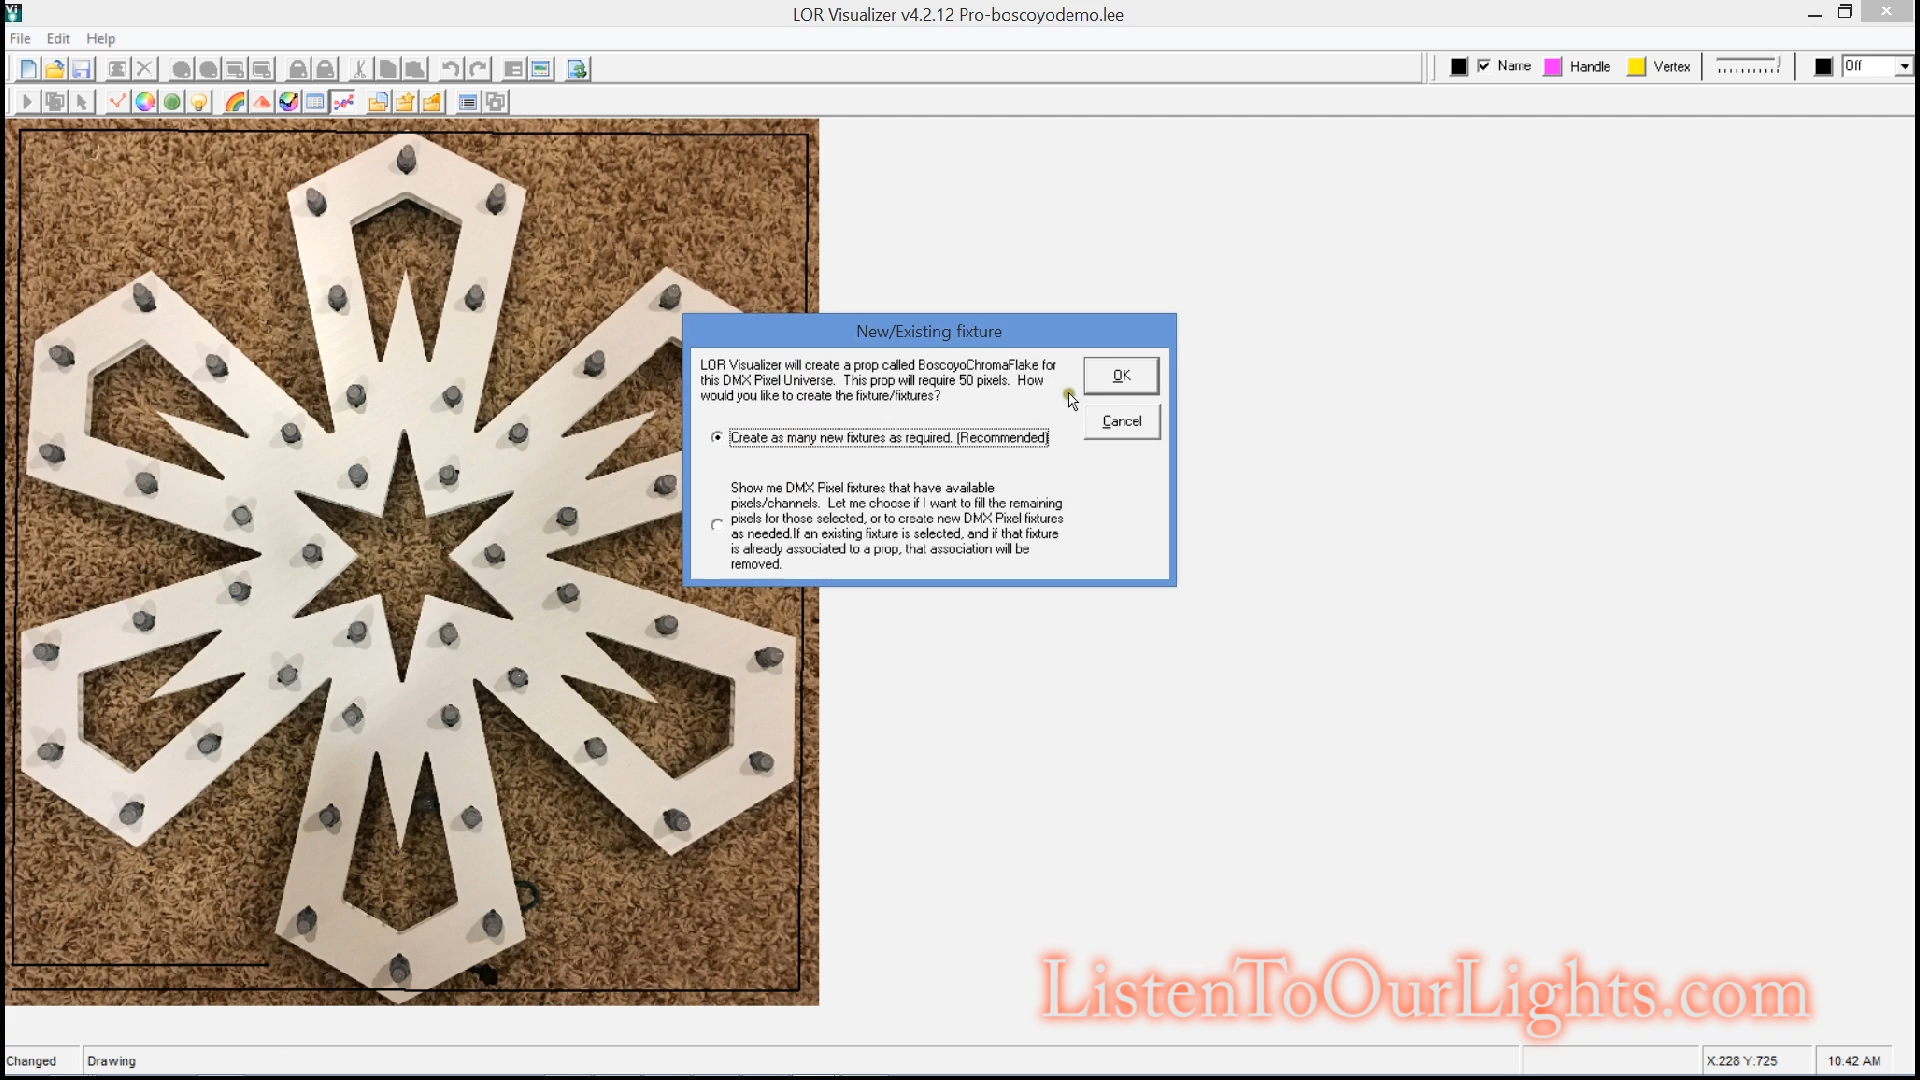 LOR Visualizer v4.2.12 Pro-boscoyodemo.lee
File Edit Help
Name Handle Vertex Off
New/Existing fixture
LOR Visualizer will create a prop called BoscoyoChromaFlake for
this DMX Pixel Universe. This prop will require 50 pixels. How
would you like to create the fixture/fixtures?
OK
Cancel
Create as many new fixtures as required. (Recommended)
Show me DMX Pixel fixtures that have available
pixels/channels. Let me choose if I want to fill the remaining
pixels for those selected, or to create new DMX Pixel fixtures
as needed.If an existing fixture is selected, and if that fixture
is already associated to a prop, that association will be
removed.
ListenToOurLights.com
Changed Drawing X:228 Y:725 10:42 AM